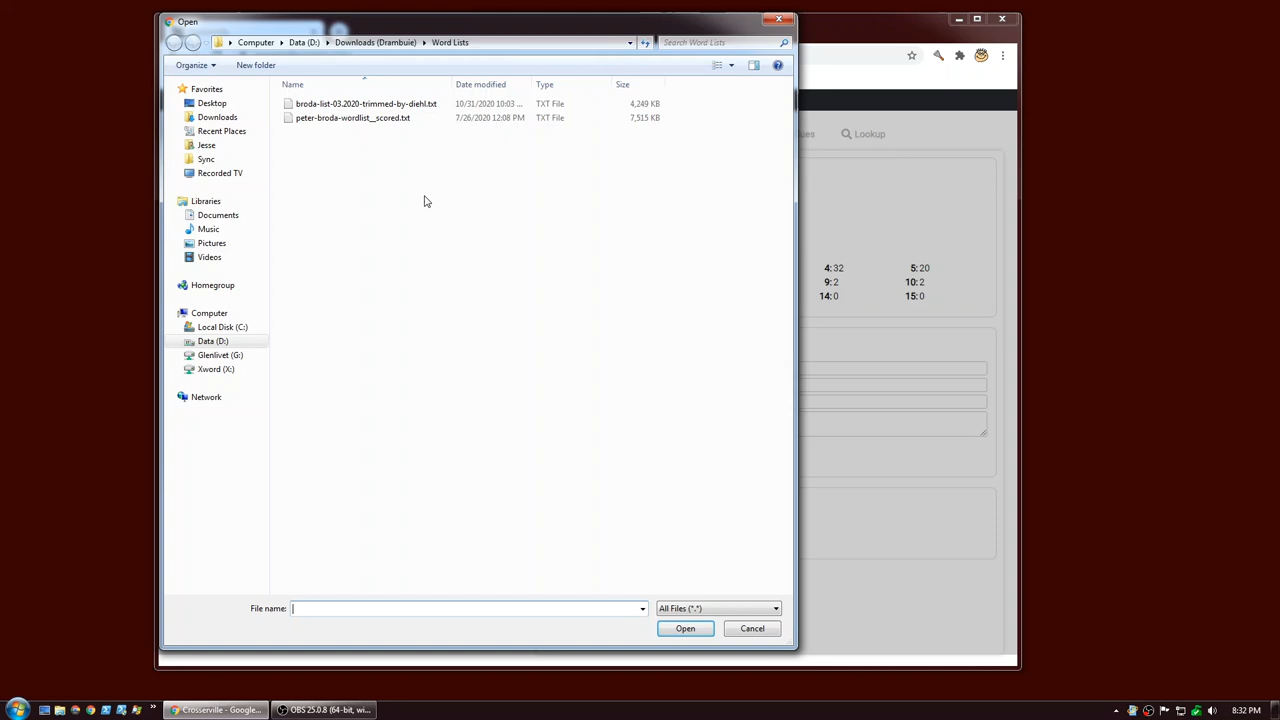 Open
Computer Data (D:) Downloads (Drambuie) Word Lists Search Word Lists
Organize New folder
Name Date modified Type Size
broda-list-03.2020-trimmed-by-diehl.txt 10/31/2020 10:03 ... TXT File 4,249 KB
peter-broda-wordlist__scored.txt 7/26/2020 12:08 PM TXT File 7,515 KB
Favorites
Desktop
Downloads
Recent Places
Jesse
Sync
Recorded TV
Libraries
Documents
Music
Pictures
Videos
Homegroup
Computer
Local Disk (C:)
Data (D:)
Glenlivet (G:)
Xword (X:)
Network
ues Lookup
4:32 5:20
9:2 10:2
14:0 15:0
File name: All Files (*.*)
Open Cancel
Crosserville - Google... OBS 25.0.8 (64-bit, wi... 8:32 PM